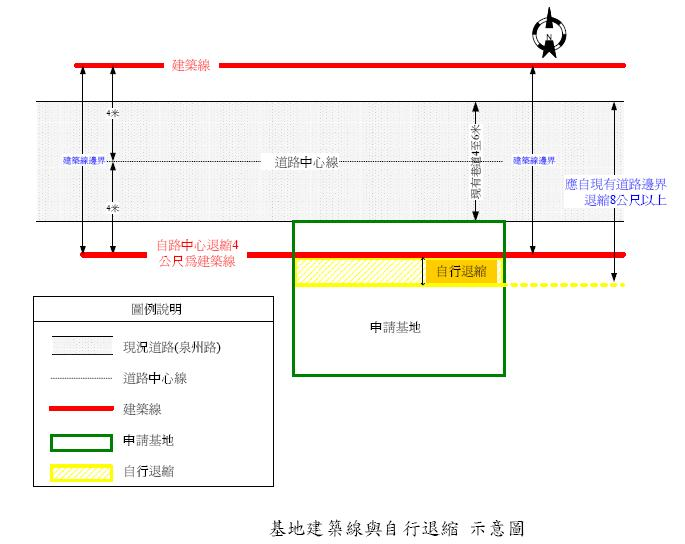 N
建築線
4米
建築線邊界
道路中心線
現有巷道4至6米
建築線邊界
應自現有道路邊界
退縮8公尺以上
4米
自路中心退縮4
公尺爲建築線
自行退縮
申請基地
圖例說明
現況道路(泉州路)
道路中心線
建築線
申請基地
自行退縮
基地建築線與自行退縮 示意圖